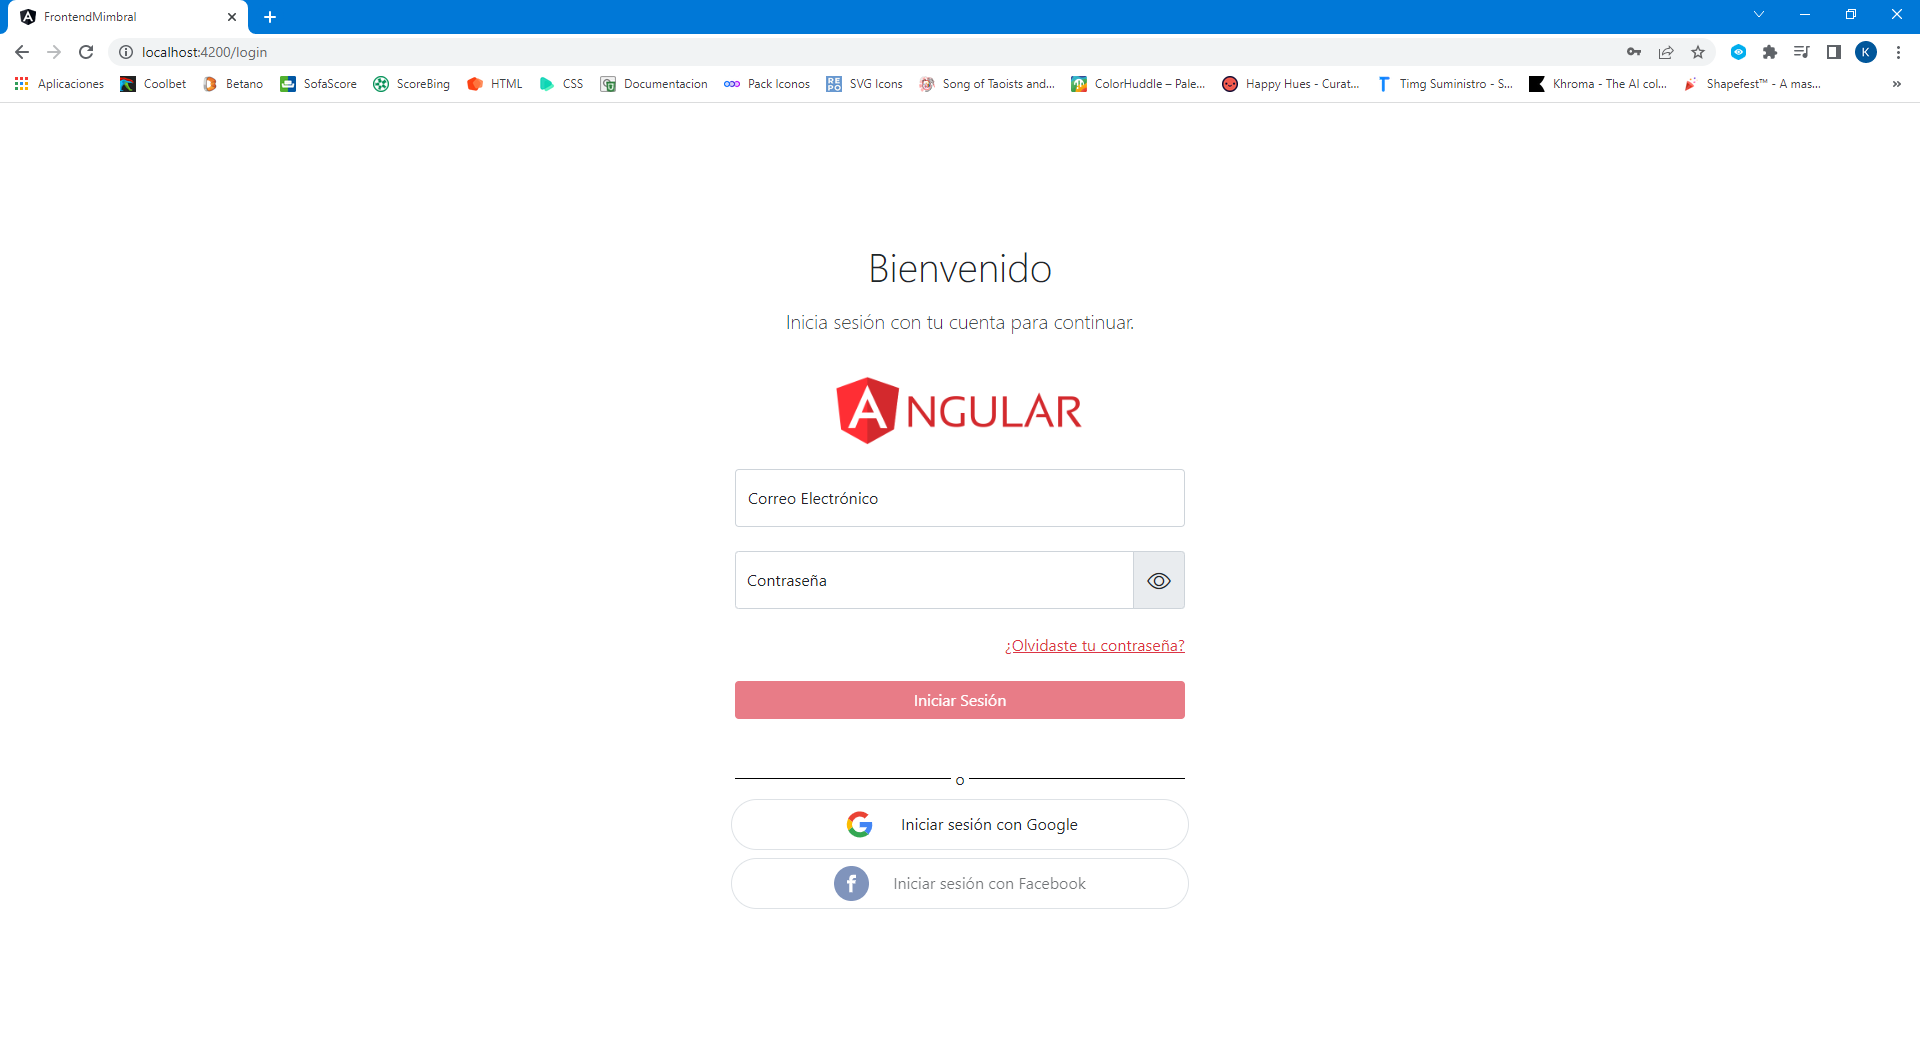 FrontendMimbral
localhost:4200/login
K
Aplicaciones Coolbet Betano SofaScore ScoreBing HTML CSS Documentacion Pack Iconos SVG Icons Song of Taoists and... ColorHuddle – Pale... Happy Hues - Curat... Timg Suministro - S... Khroma - The AI col... Shapefest™ - A mas... »
Bienvenido
Inicia sesión con tu cuenta para continuar.
ANGULAR
Correo Electrónico
Contraseña
¿Olvidaste tu contraseña?
Iniciar Sesión
o
Iniciar sesión con Google
Iniciar sesión con Facebook